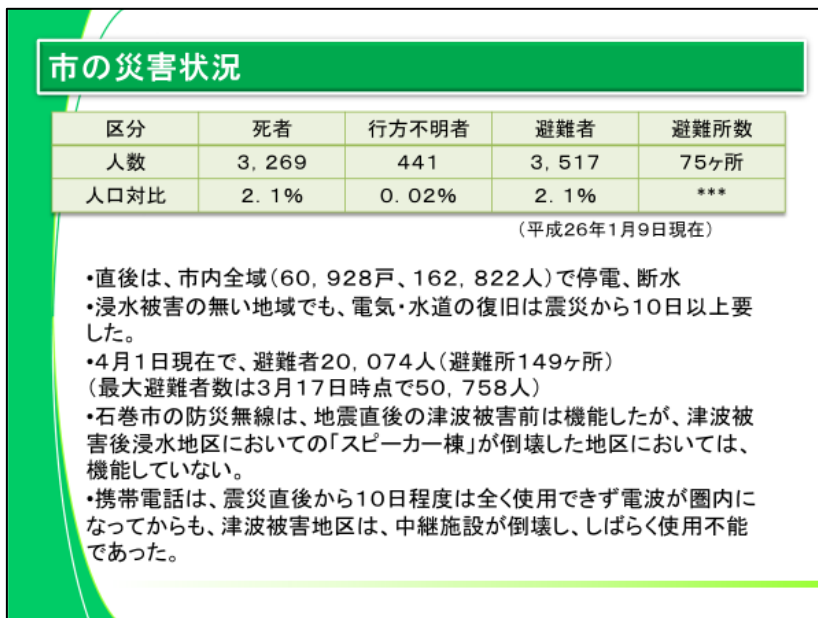 市の災害状況
区分 死者 行方不明者 避難者 避難所数
人数 3,269 441 3,517 75ヶ所
人口対比 2.1% 0.02% 2.1% ***
(平成26年1月9日現在)
•直後は、市内全域(60,928戸、162,822人)で停電、断水
•浸水被害の無い地域でも、電気・水道の復旧は震災から10日以上要
した。
•4月1日現在で、避難者20,074人(避難所149ヶ所)
(最大避難者数は3月17日時点で50,758人)
•石巻市の防災無線は、地震直後の津波被害前は機能したが、津波被
害後浸水地区においての「スピーカー棟」が倒壊した地区においては、
機能していない。
•携帯電話は、震災直後から10日程度は全く使用できず電波が圏内に
なってからも、津波被害地区は、中継施設が倒壊し、しばらく使用不能
であった。